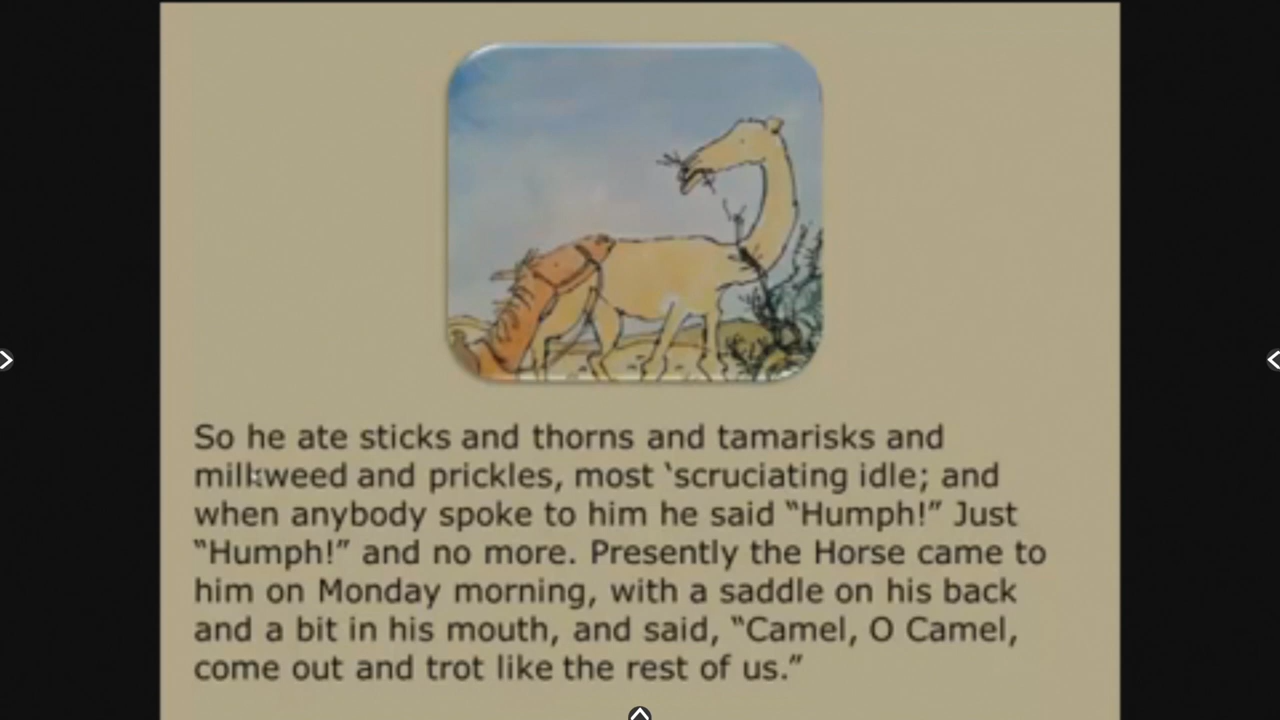 So he ate sticks and thorns and tamarisks and
milkweed and prickles, most ‘scruciating idle; and
when anybody spoke to him he said “Humph!” Just
“Humph!” and no more. Presently the Horse came to
him on Monday morning, with a saddle on his back
and a bit in his mouth, and said, “Camel, O Camel,
come out and trot like the rest of us.”